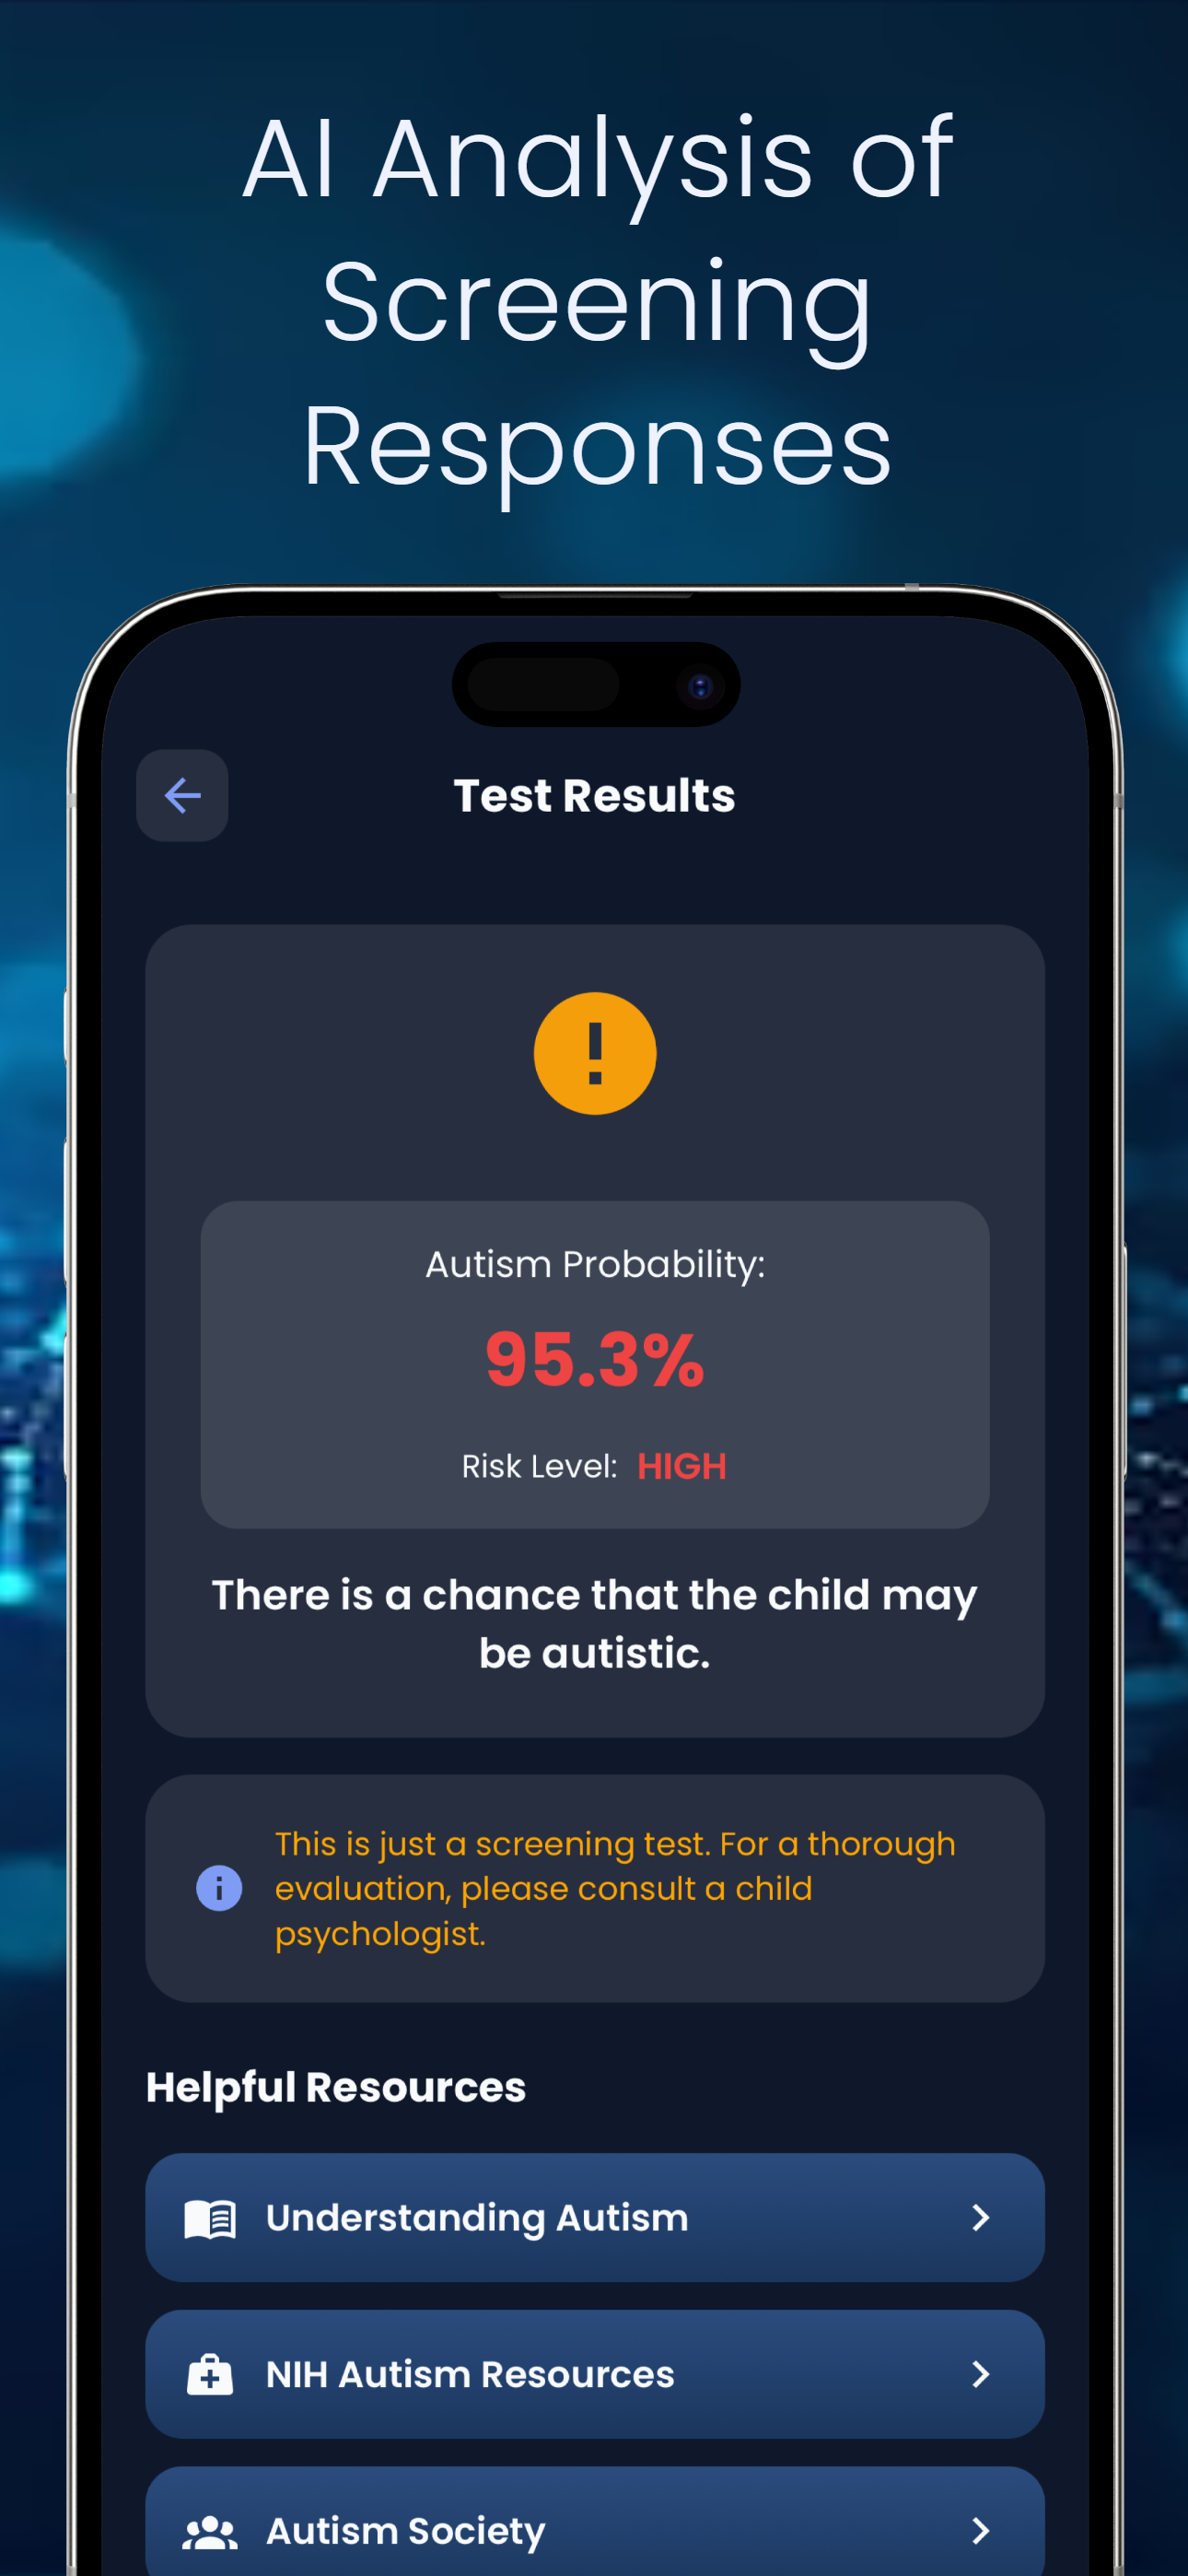 AI Analysis of
Screening
Responses
Test Results
Autism Probability:
95.3%
Risk Level: HIGH
There is a chance that the child may
be autistic.
This is just a screening test. For a thorough
evaluation, please consult a child
psychologist.
Helpful Resources
Understanding Autism
NIH Autism Resources
Autism Society